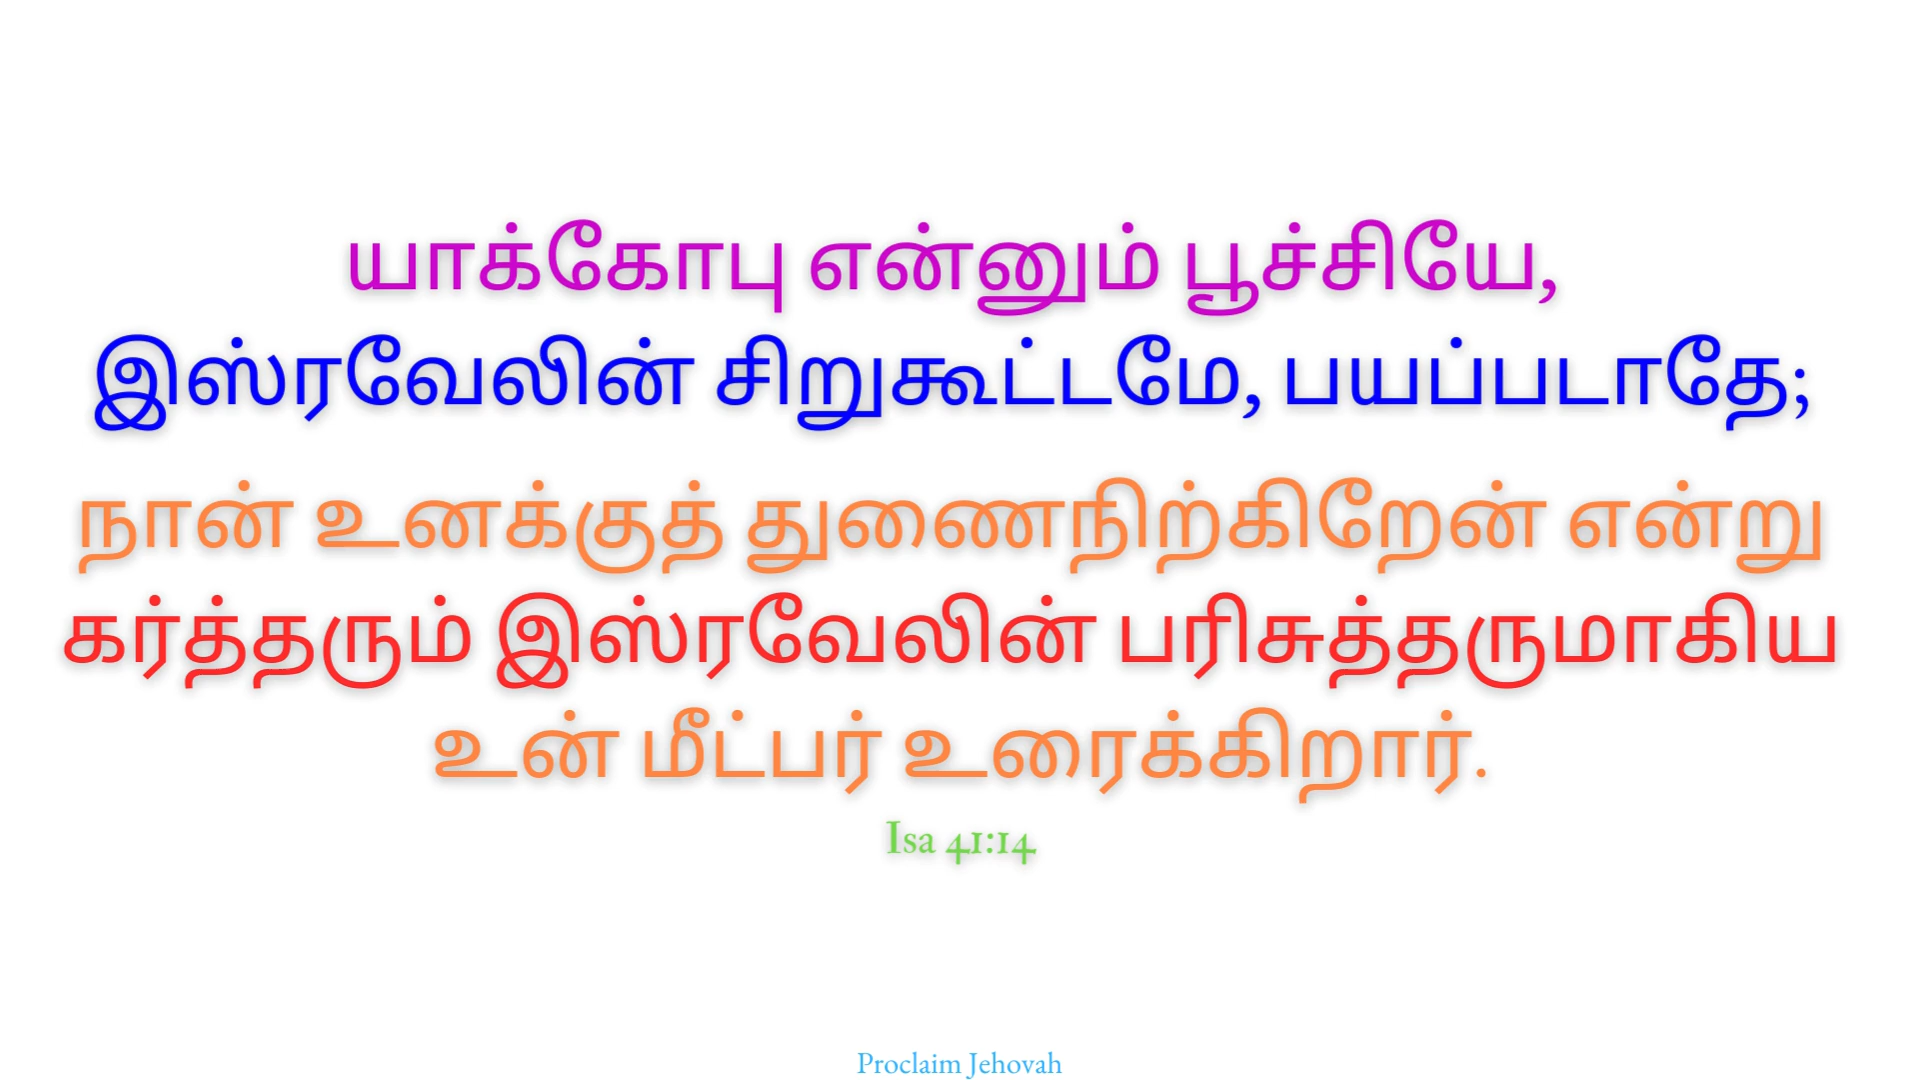 யாக்கோபு என்னும் பூச்சியே,
இஸ்ரவேலின் சிறுகூட்டமே, பயப்படாதே;
நான் உனக்குத் துணைநிற்கிறேன் என்று
கர்த்தரும் இஸ்ரவேலின் பரிசுத்தருமாகிய
உன் மீட்பர் உரைக்கிறார்.
Isa 41:14
Proclaim Jehovah